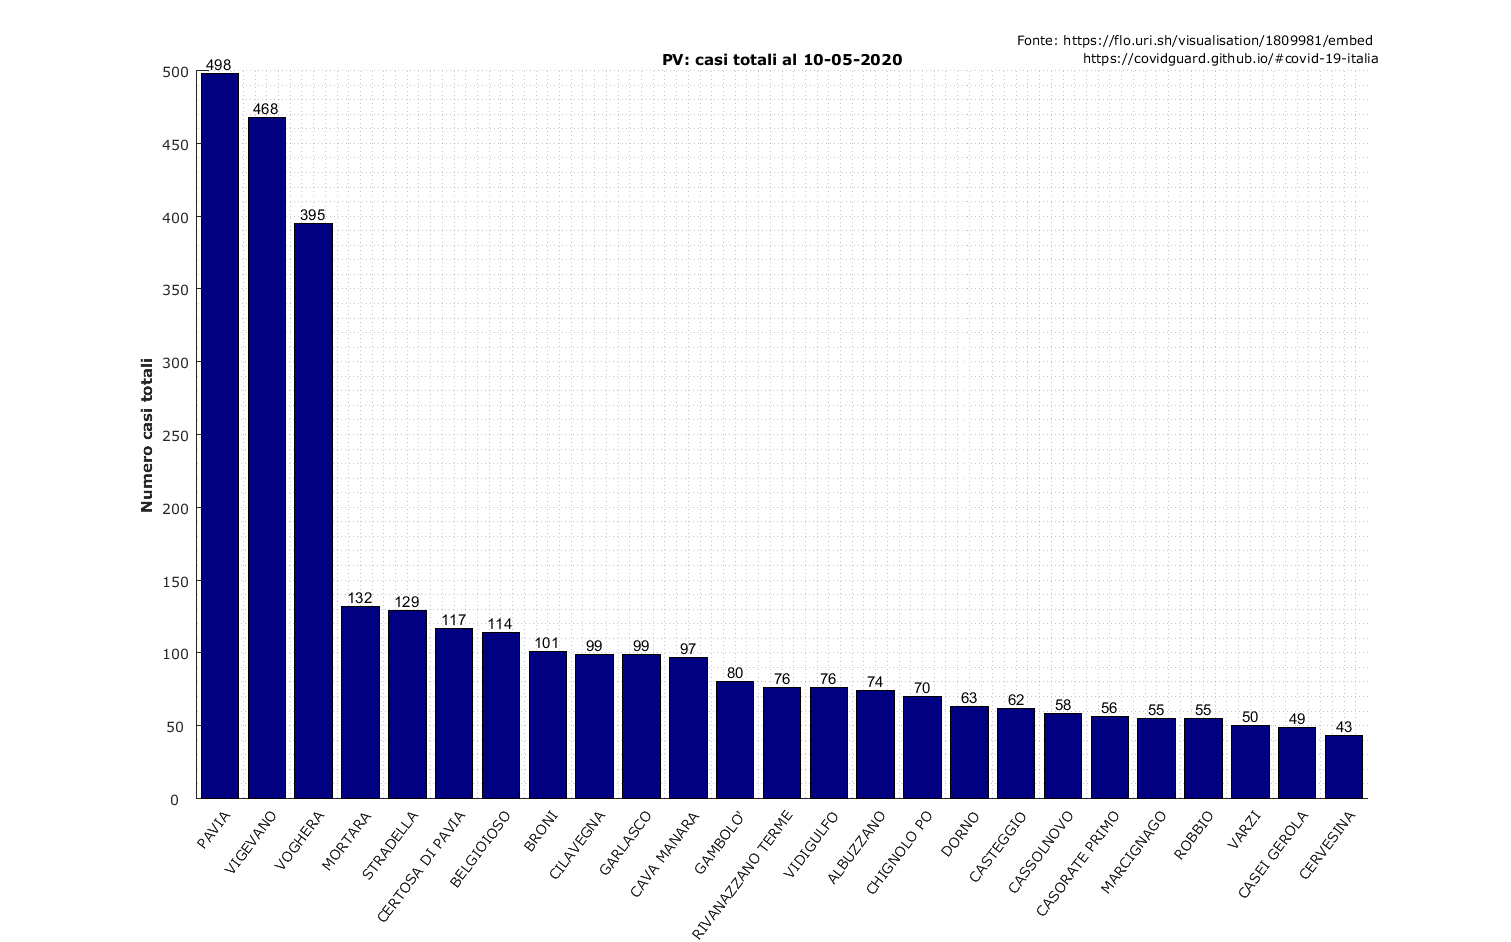 Fonte: https://flo.uri.sh/visualisation/1809981/embed
https://covidguard.github.io/#covid-19-italia
PV: casi totali al 10-05-2020
Numero casi totali
500
450
400
350
300
250
200
150
100
50
0
498
468
395
132
129
117
114
101
99
99
97
80
76
76
74
70
63
62
58
56
55
55
50
49
43
PAVIA
VIGEVANO
VOGHERA
MORTARA
STRADELLA
CERTOSA DI PAVIA
BELGIOIOSO
BRONI
CILAVEGNA
GARLASCO
CAVA MANARA
GAMBOLO'
RIVANAZZANO TERME
VIDIGULFO
ALBUZZANO
CHIGNOLO PO
DORNO
CASTEGGIO
CASSOLNOVO
CASORATE PRIMO
MARCIGNAGO
ROBBIO
VARZI
CASEI GEROLA
CERVESINA